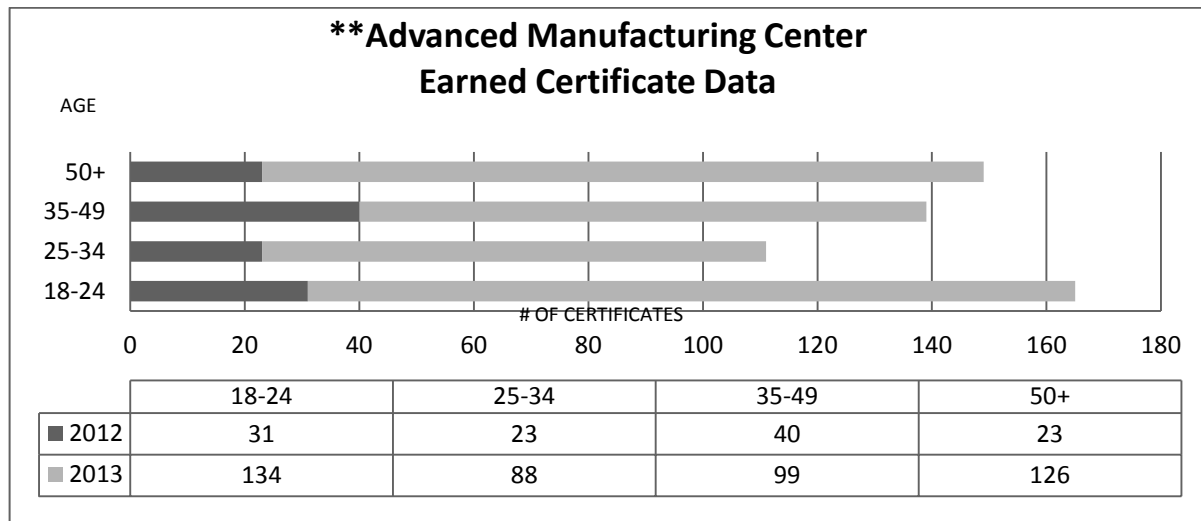 **Advanced Manufacturing Center
Earned Certificate Data
AGE
50+
35-49
25-34
18-24
# OF CERTIFICATES
0 20 40 60 80 100 120 140 160 180
18-24 25-34 35-49 50+
2012 31 23 40 23
2013 134 88 99 126